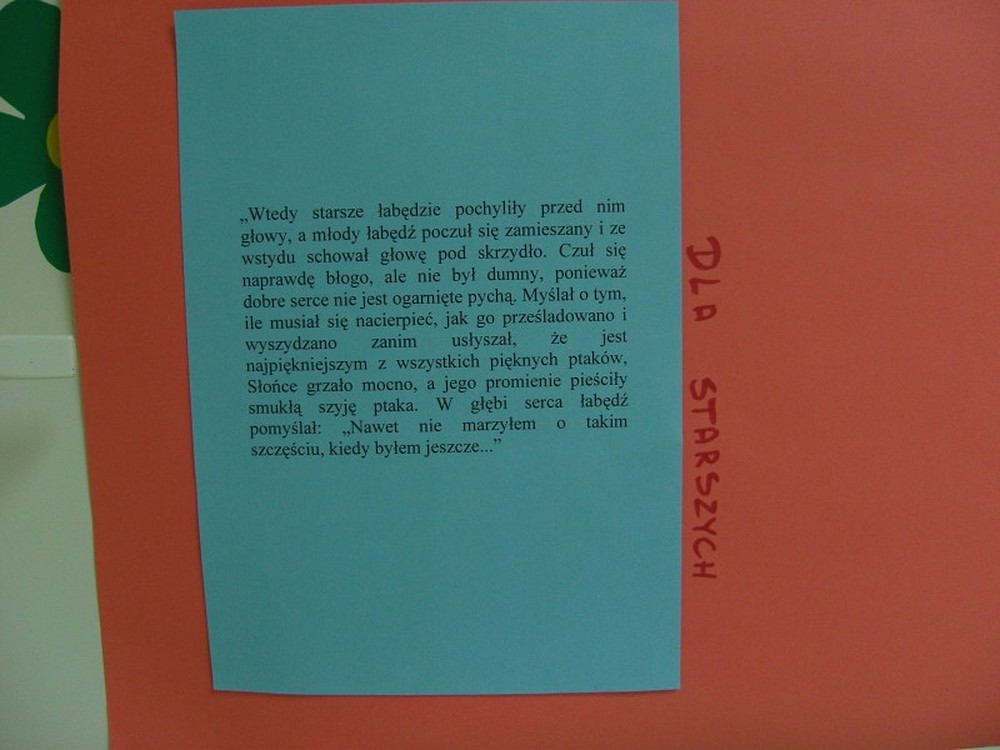 „Wtedy starsze łabędzie pochyliły przed nim
głowy, a młody łabędź poczuł się zamieszany i ze
wstydu schował głowę pod skrzydło. Czuł się
naprawdę błogo, ale nie był dumny, ponieważ
dobre serce nie jest ogarnięte pychą. Myślał o tym,
ile musiał się nacierpieć, jak go prześladowano i
wyszydzano zanim usłyszał, że jest
najpiękniejszym z wszystkich pięknych ptaków,
Słońce grzało mocno, a jego promienie pieściły
smukłą szyję ptaka. W głębi serca łabędź
pomyślał: „Nawet nie marzyłem o takim
szczęściu, kiedy byłem jeszcze...”
DLA STARSZYCH